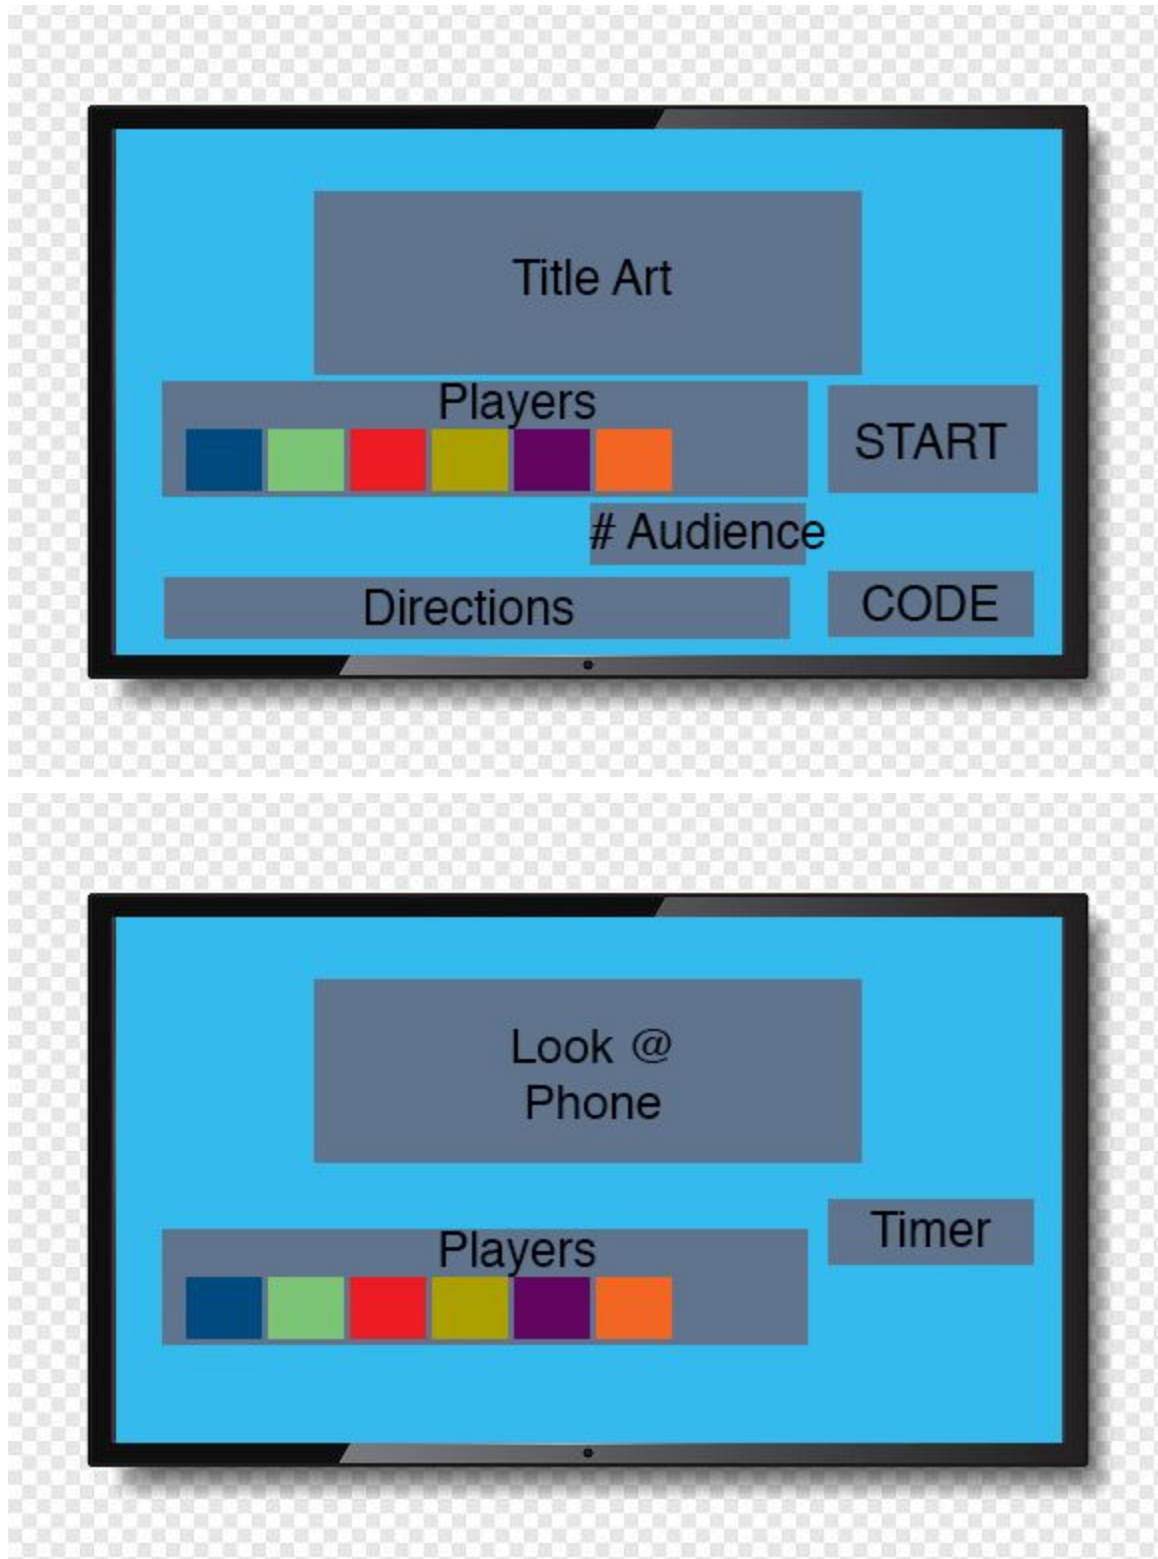 Title Art
Players
START
# Audience
Directions
CODE
Look @
Phone
Timer
Players